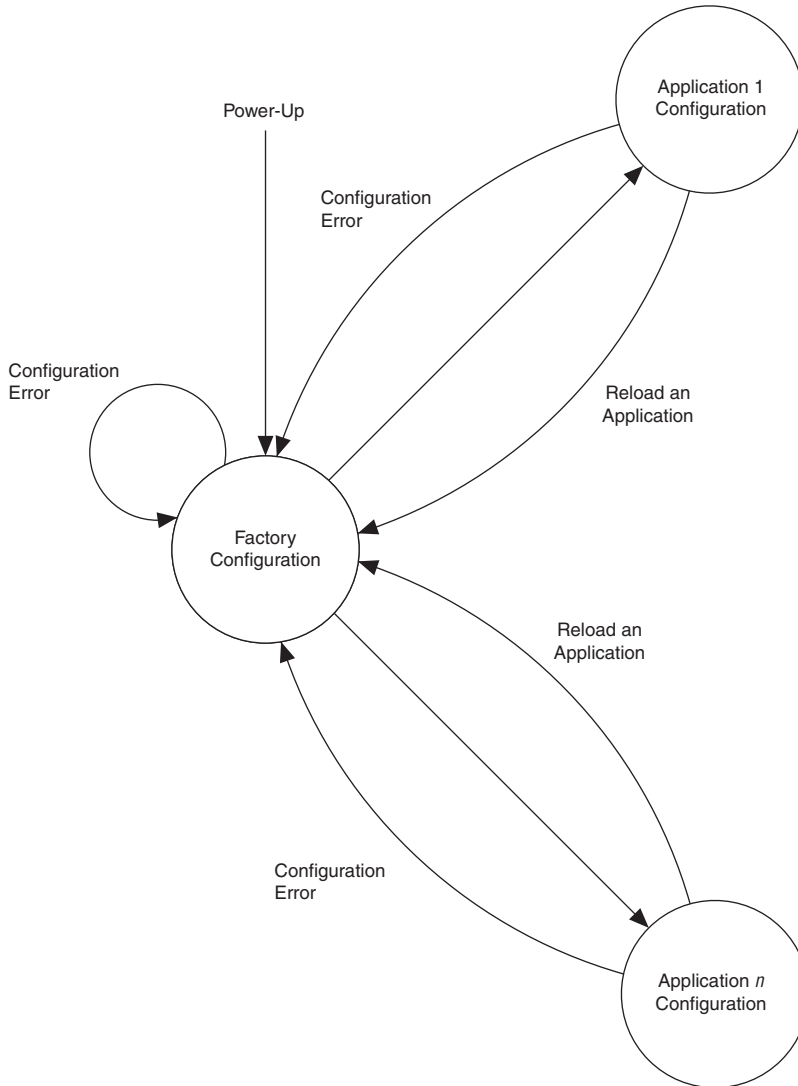 Application 1
Configuration
Power-Up
Configuration
Error
Configuration
Error
Reload an
Application
Factory
Configuration
Reload an
Application
Configuration
Error
Application n
Configuration